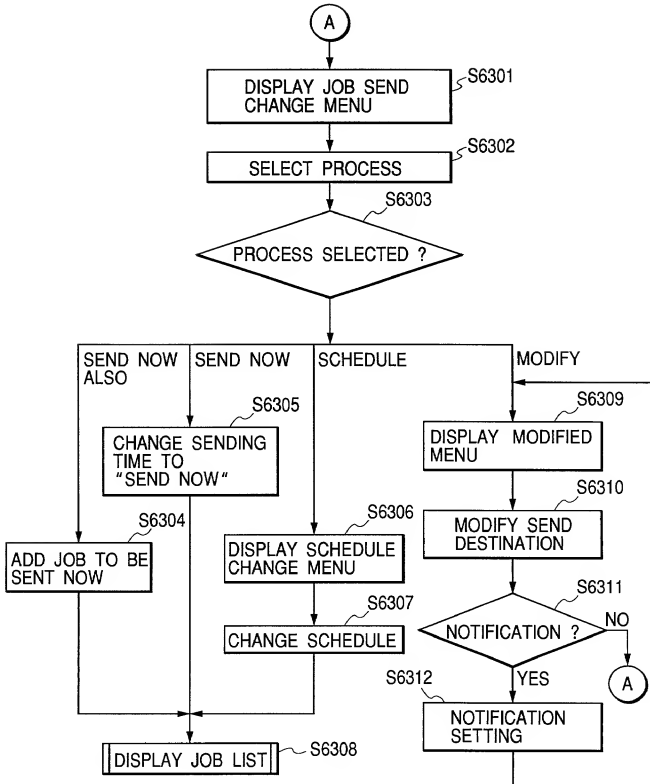 A
DISPLAY JOB SEND
CHANGE MENU
S6301
SELECT PROCESS
S6302
S6303
PROCESS SELECTED ?
SEND NOW
ALSO
SEND NOW
SCHEDULE
MODIFY
S6305
CHANGE SENDING
TIME TO
"SEND NOW"
S6309
DISPLAY MODIFIED
MENU
S6304
ADD JOB TO BE
SENT NOW
S6306
DISPLAY SCHEDULE
CHANGE MENU
S6310
MODIFY SEND
DESTINATION
S6307
CHANGE SCHEDULE
S6311
NOTIFICATION ?
NO
A
YES
S6312
NOTIFICATION
SETTING
DISPLAY JOB LIST
S6308